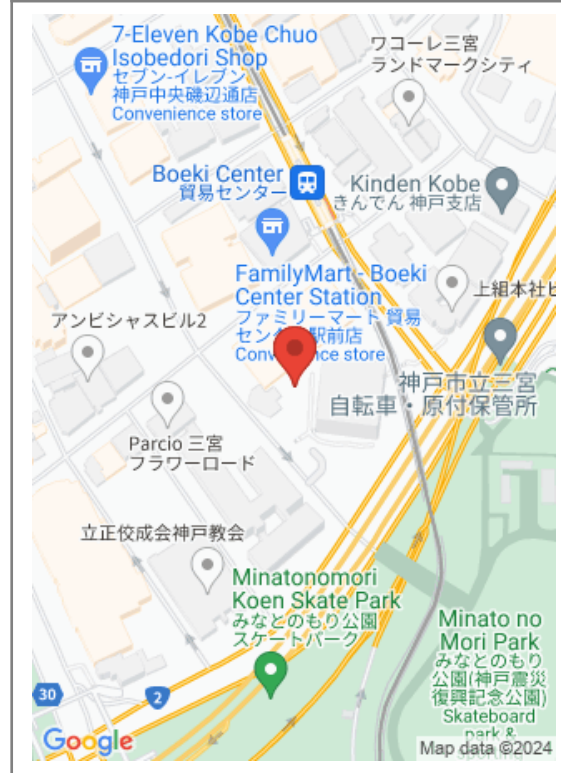 7-Eleven Kobe Chuo
Isobedori Shop
セブン-イレブン
神戸中央磯辺通店
Convenience store
ワコーレ三宮
ランドマークシティ
Boeki Center
貿易センター
Kinden Kobe
きんでん 神戸支店
FamilyMart - Boeki
Center Station
ファミリーマート 貿易
セン 駅前店
Conv ence store
上組本社ビ
アンビシャスビル2
神戸市立三宮
自転車・原付保管所
Parcio 三宮
フラワーロード
立正佼成会神戸教会
Minatonomori
Koen Skate Park
みなとのもり公園
スケートパーク
Minato no
Mori Park
みなとのもり
公園(神戸震災
復興記念公園)
Skateboard
park &
30
2
Google
Map data ©2024